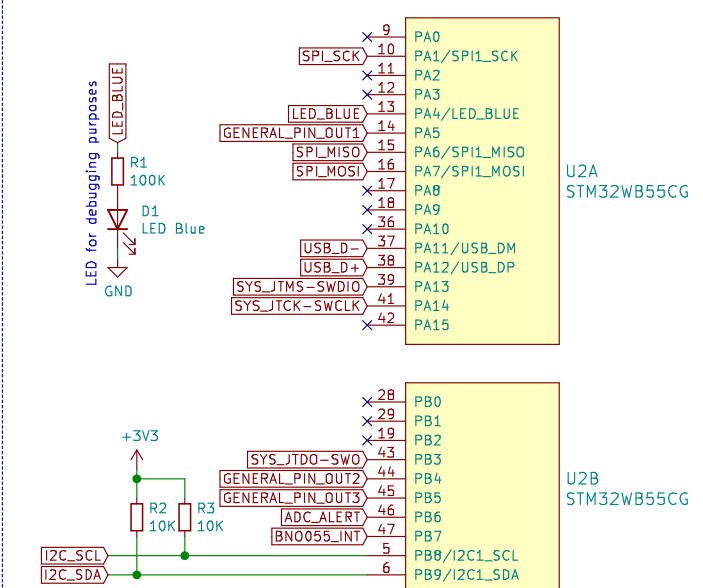 LED for debugging purposes
LED_BLUE
R1
100K
D1
LED Blue
GND
9 PA0
SPI_SCK 10 PA1/SPI1_SCK
11 PA2
12 PA3
LED_BLUE 13 PA4/LED_BLUE
GENERAL_PIN_OUT1 14 PA5
SPI_MISO 15 PA6/SPI1_MISO
SPI_MOSI 16 PA7/SPI1_MOSI
17 PA8
18 PA9
36 PA10
USB_D- 37 PA11/USB_DM
USB_D+ 38 PA12/USB_DP
SYS_JTMS-SWDIO 39 PA13
SYS_JTCK-SWCLK 41 PA14
42 PA15
U2A
STM32WB55CG
28 PB0
29 PB1
19 PB2
SYS_JTDO-SWO 43 PB3
GENERAL_PIN_OUT2 44 PB4
GENERAL_PIN_OUT3 45 PB5
ADC_ALERT 46 PB6
BNO055_INT 47 PB7
I2C_SCL 5 PB8/I2C1_SCL
I2C_SDA 6 PB9/I2C1_SDA
U2B
STM32WB55CG
+3V3
R2
10K
R3
10K